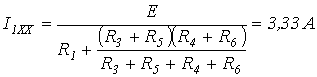 I1XX = E / (R1 + ((R3 + R5)(R4 + R6)) / (R3 + R5 + R4 + R6)) = 3,33 A